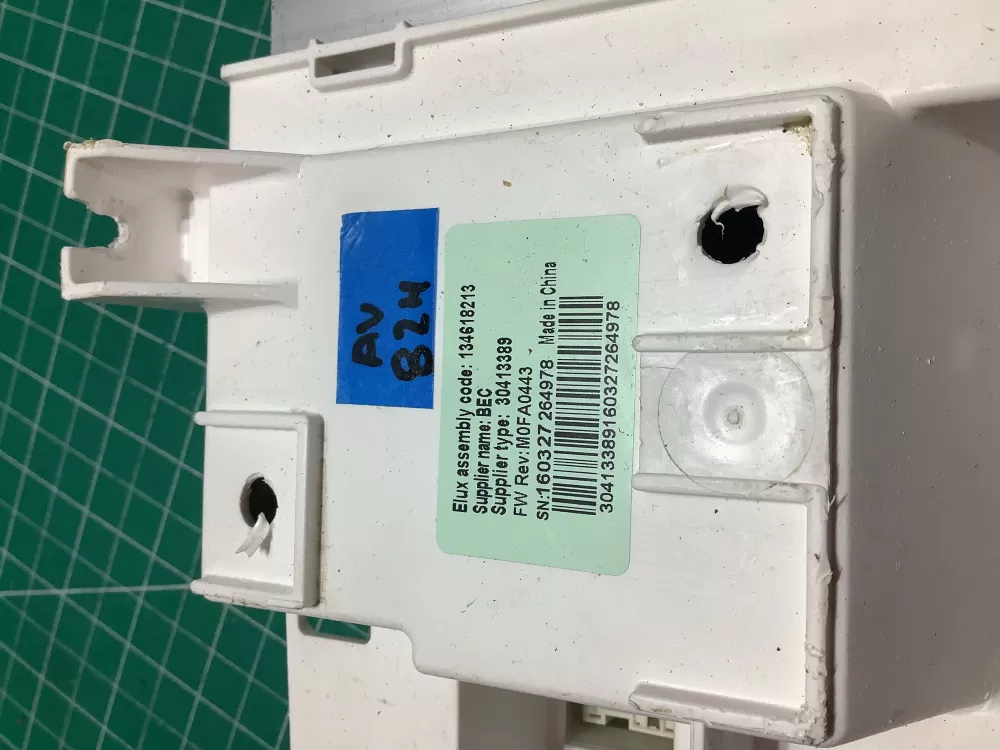 AV
82H
Elux assembly code: 134618213
Supplier name: BEC
Supplier type: 30413389
FW Rev:M0FA0443
SN:160327264978 Made in China
30413389160327264978